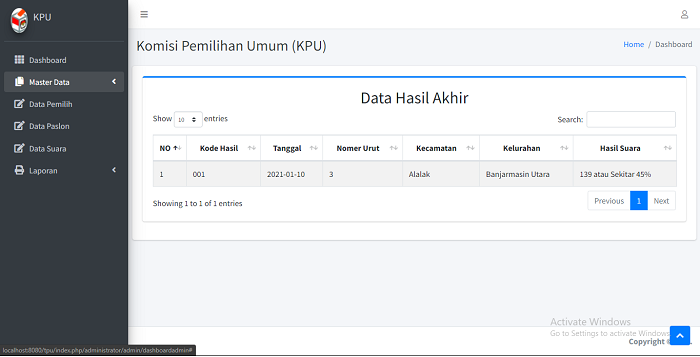 KPU
Dashboard
Master Data
Data Pemilih
Data Paslon
Data Suara
Laporan
Komisi Pemilihan Umum (KPU)
Home / Dashboard
Data Hasil Akhir
Show 10 entries
Search:
NO Kode Hasil Tanggal Nomer Urut Kecamatan Kelurahan Hasil Suara
1 001 2021-01-10 3 Alalak Banjarmasin Utara 139 atau Sekitar 45%
Showing 1 to 1 of 1 entries
Previous 1 Next
Activate Windows
Go to Settings to activate Windows.
Copyright ©
localhost:8080/tpu/index.php/administrator/admin/dashboardadmin#